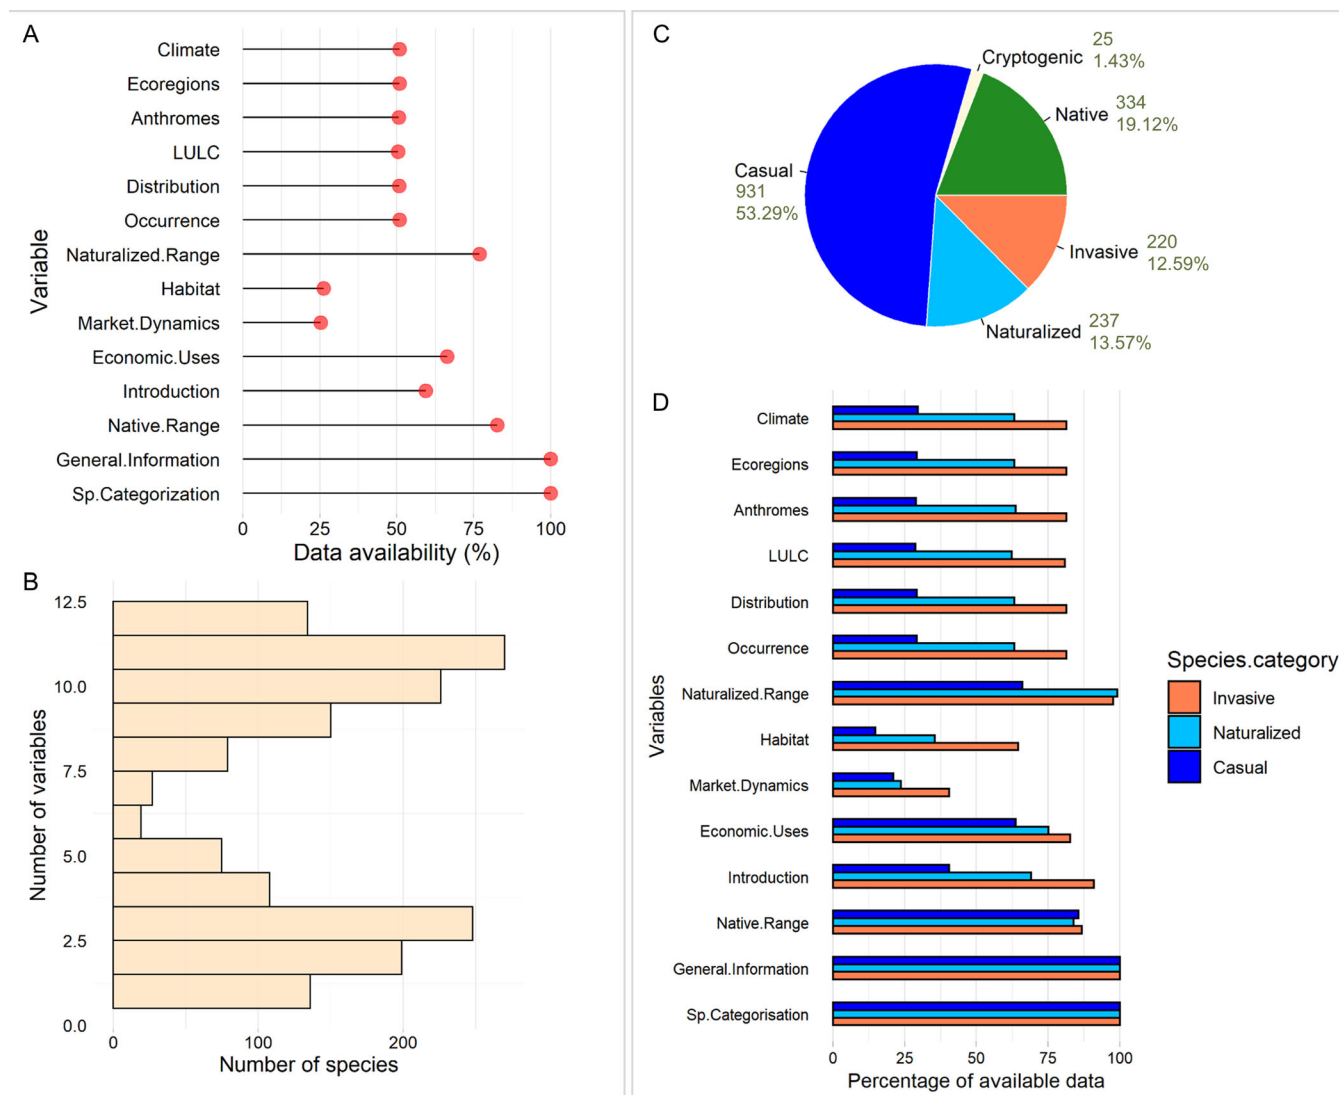 A
Climate
Ecoregions
Anthromes
LULC
Distribution
Occurrence
Naturalized.Range
Habitat
Market.Dynamics
Economic.Uses
Introduction
Native.Range
General.Information
Sp.Categorization
Variable
0 25 50 75 100
Data availability (%)
B
12.5
10.0
7.5
5.0
2.5
0.0
Number of variables
0 100 200
Number of species
C
Cryptogenic 25
1.43%
Native 334
19.12%
Casual
931
53.29%
Invasive 220
12.59%
Naturalized 237
13.57%
D
Climate
Ecoregions
Anthromes
LULC
Distribution
Occurrence
Naturalized.Range
Habitat
Market.Dynamics
Economic.Uses
Introduction
Native.Range
General.Information
Sp.Categorisation
Variables
0 25 50 75 100
Percentage of available data
Species.category
Invasive
Naturalized
Casual